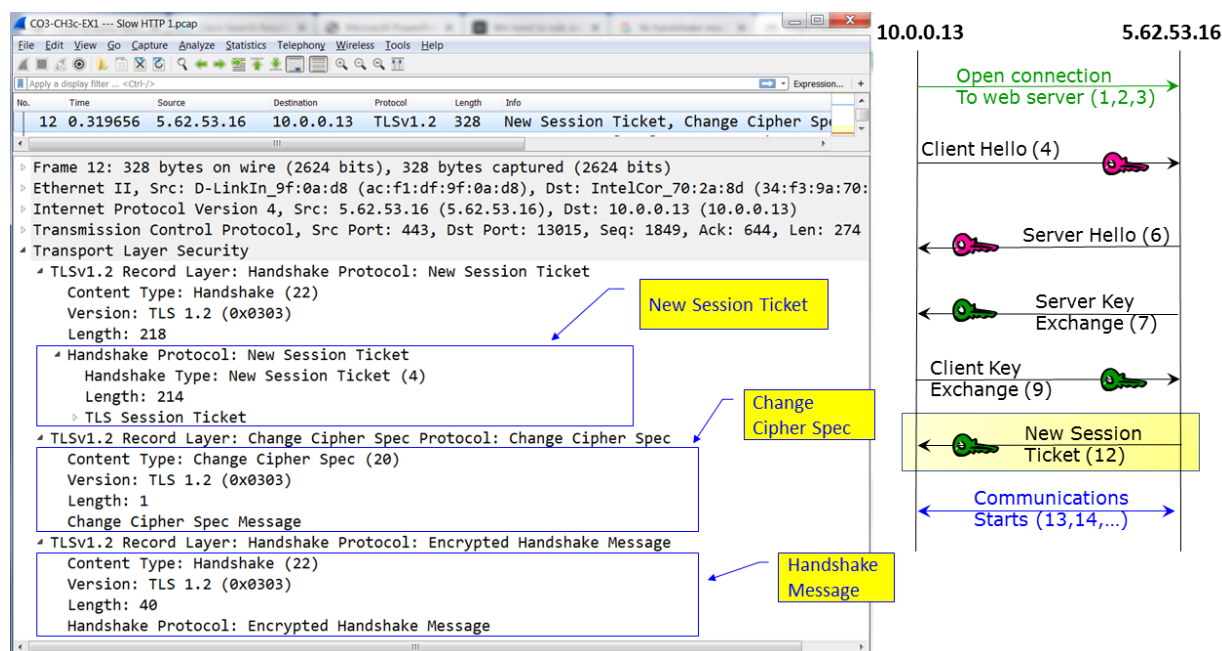 CO3-CH3c-EX1 --- Slow HTTP 1.pcap
File Edit View Go Capture Analyze Statistics Telephony Wireless Tools Help
Apply a display filter ... <Ctrl-/>
Expression... +
No. Time Source Destination Protocol Length Info
12 0.319656 5.62.53.16 10.0.0.13 TLSv1.2 328 New Session Ticket, Change Cipher Spe
Frame 12: 328 bytes on wire (2624 bits), 328 bytes captured (2624 bits)
Ethernet II, Src: D-LinkIn_9f:0a:d8 (ac:f1:df:9f:0a:d8), Dst: IntelCor_70:2a:8d (34:f3:9a:70:
Internet Protocol Version 4, Src: 5.62.53.16 (5.62.53.16), Dst: 10.0.0.13 (10.0.0.13)
Transmission Control Protocol, Src Port: 443, Dst Port: 13015, Seq: 1849, Ack: 644, Len: 274
Transport Layer Security
TLSv1.2 Record Layer: Handshake Protocol: New Session Ticket
Content Type: Handshake (22)
Version: TLS 1.2 (0x0303)
Length: 218
Handshake Protocol: New Session Ticket
Handshake Type: New Session Ticket (4)
Length: 214
TLS Session Ticket
TLSv1.2 Record Layer: Change Cipher Spec Protocol: Change Cipher Spec
Content Type: Change Cipher Spec (20)
Version: TLS 1.2 (0x0303)
Length: 1
Change Cipher Spec Message
TLSv1.2 Record Layer: Handshake Protocol: Encrypted Handshake Message
Content Type: Handshake (22)
Version: TLS 1.2 (0x0303)
Length: 40
Handshake Protocol: Encrypted Handshake Message
New Session Ticket
Change
Cipher Spec
Handshake
Message
10.0.0.13 5.62.53.16
Open connection
To web server (1,2,3)
Client Hello (4)
Server Hello (6)
Server Key
Exchange (7)
Client Key
Exchange (9)
New Session
Ticket (12)
Communications
Starts (13,14,...)